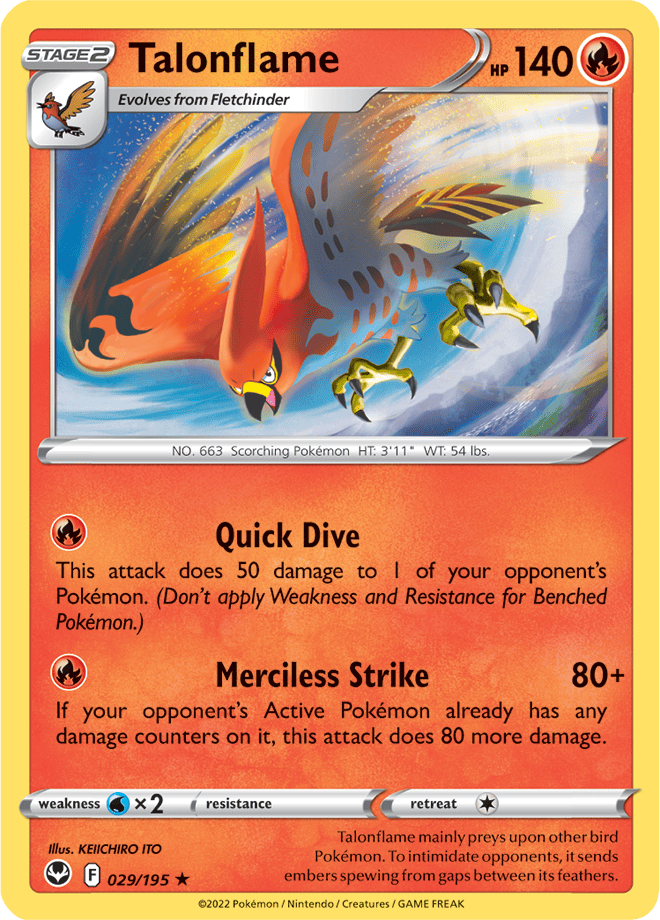 STAGE 2 Talonflame HP 140
Evolves from Fletchinder
NO. 663 Scorching Pokémon HT: 3'11" WT: 54 lbs.
Quick Dive
This attack does 50 damage to 1 of your opponent's
Pokémon. (Don't apply Weakness and Resistance for Benched
Pokémon.)
Merciless Strike 80+
If your opponent's Active Pokémon already has any
damage counters on it, this attack does 80 more damage.
weakness ×2 resistance retreat
Illus. KEIICHIRO ITO
F 029/195 ★
Talonflame mainly preys upon other bird
Pokémon. To intimidate opponents, it sends
embers spewing from gaps between its feathers.
©2022 Pokémon / Nintendo / Creatures / GAME FREAK